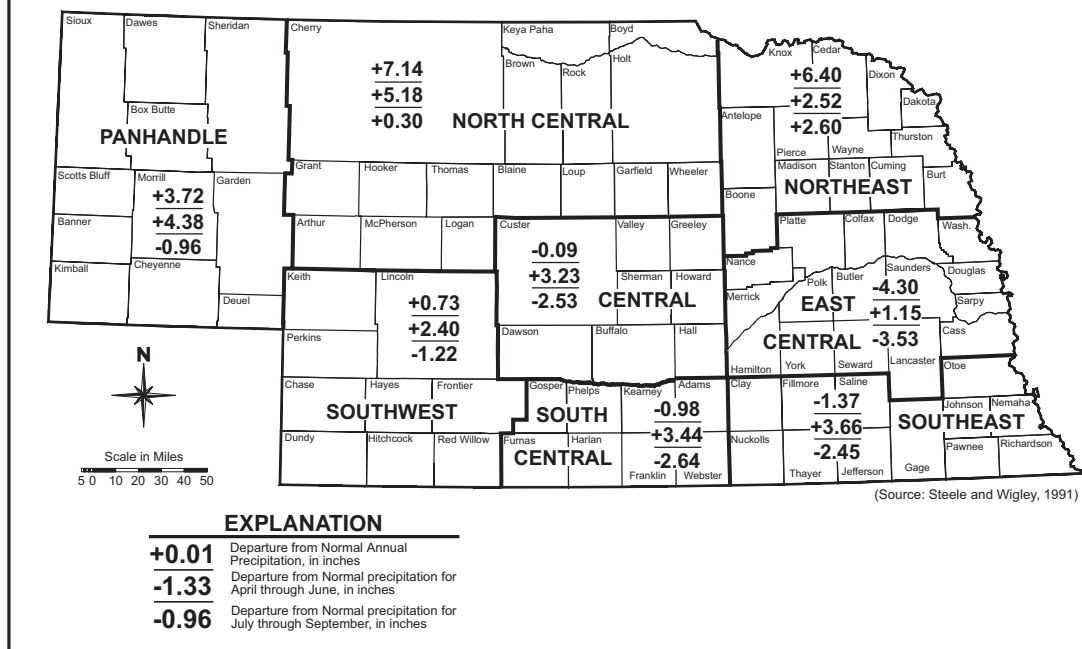 Sioux
Dawes
Sheridan
Cherry
Keya Paha
Boyd
Brown
Rock
Holt
Knox
Cedar
Dixon
Dakota
+7.14
+5.18
+0.30
NORTH CENTRAL
+6.40
+2.52
+2.60
Box Butte
PANHANDLE
Antelope
Thurston
Pierce
Wayne
Scotts Bluff
Morrill
Garden
Grant
Hooker
Thomas
Blaine
Loup
Garfield
Wheeler
Madison
Stanton
Cuming
Burt
NORTHEAST
Boone
+3.72
+4.38
-0.96
Banner
Arthur
McPherson
Logan
Custer
Valley
Greeley
Platte
Colfax
Dodge
Wash.
-0.09
+3.23
-2.53
Sherman
Howard
CENTRAL
Nance
Merrick
Polk
Butler
Saunders
Douglas
Sarpy
Kimball
Cheyenne
Deuel
Keith
Lincoln
Perkins
+0.73
+2.40
-1.22
Dawson
Buffalo
Hall
EAST
CENTRAL
-4.30
+1.15
-3.53
Cass
Hamilton
York
Seward
Lancaster
Otoe
Chase
Hayes
Frontier
SOUTHWEST
Gosper
Phelps
Kearney
Adams
Clay
Fillmore
Saline
Johnson
Nemaha
SOUTH
CENTRAL
-0.98
+3.44
-2.64
-1.37
+3.66
-2.45
SOUTHEAST
Dundy
Hitchcock
Red Willow
Furnas
Harlan
Franklin
Webster
Nuckolls
Thayer
Jefferson
Gage
Pawnee
Richardson
N
Scale in Miles
5 0 10 20 30 40 50
(Source: Steele and Wigley, 1991)
EXPLANATION
+0.01
Departure from Normal Annual
Precipitation, in inches
-1.33
Departure from Normal precipitation for
April through June, in inches
-0.96
Departure from Normal precipitation for
July through September, in inches